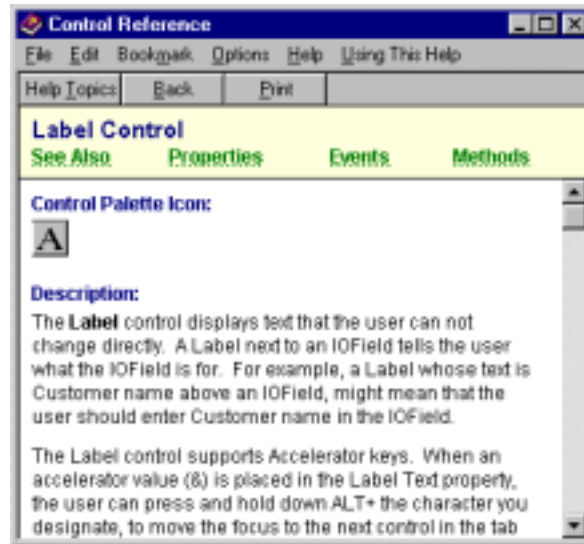 Control Reference
File Edit Bookmark Options Help Using This Help
Help Topics Back Print
Label Control
See Also Properties Events Methods
Control Palette Icon:
A
Description:
The Label control displays text that the user can not
change directly. A Label next to an IOField tells the user
what the IOField is for. For example, a Label whose text is
Customer name above an IOField, might mean that the
user should enter Customer name in the IOField.
The Label control supports Accelerator keys. When an
accelerator value (&) is placed in the Label Text property,
the user can press and hold down ALT+ the character you
designate, to move the focus to the next control in the tab